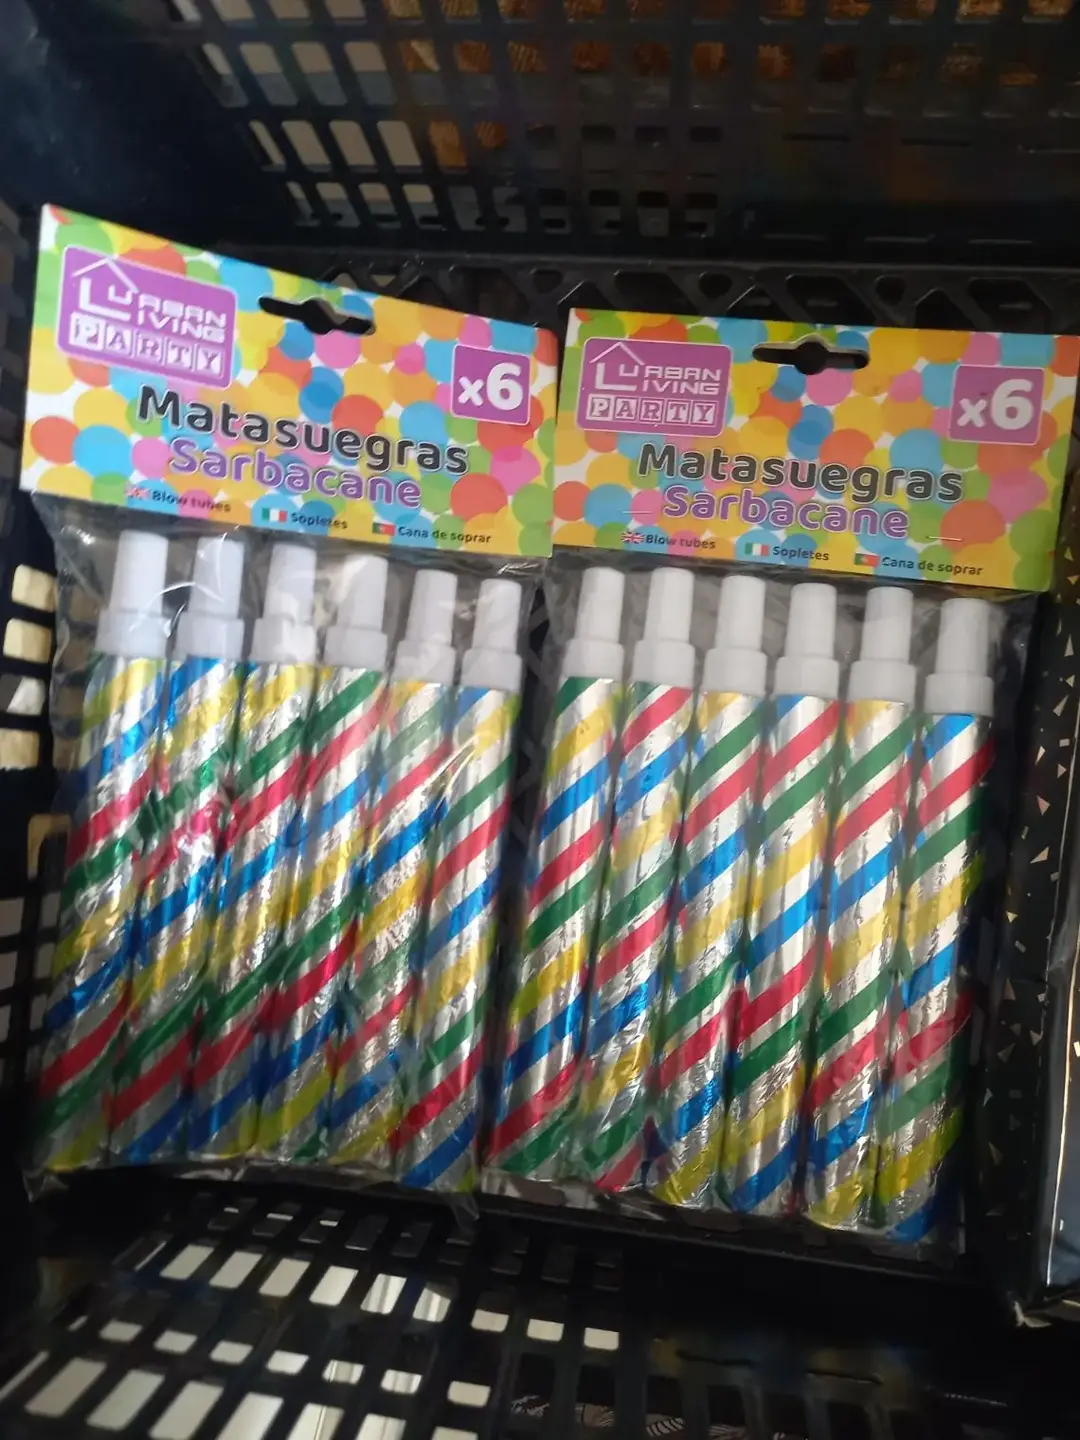 URBAN
LIVING
PARTY
x6
Matasuegras
Sarbacane
Blow tubes
Sopletes
Cana de soprar
URBAN
LIVING
PARTY
x6
Matasuegras
Sarbacane
Blow tubes
Sopletes
Cana de soprar